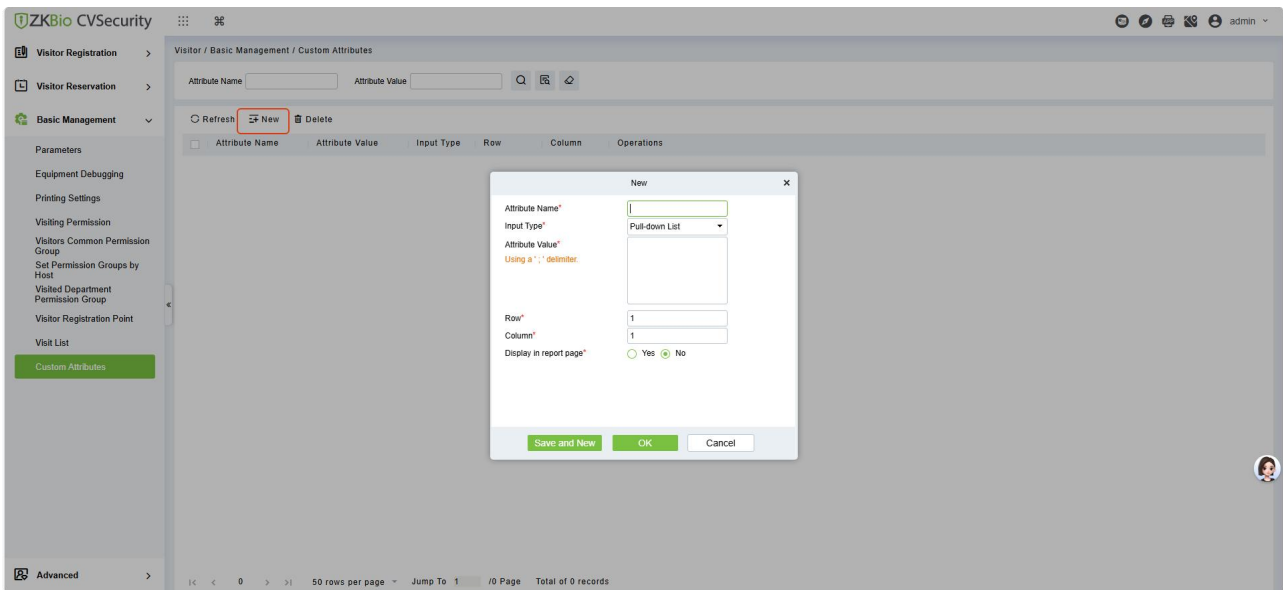 ZKBio CVSecurity
admin
Visitor Registration
Visitor Reservation
Basic Management
Parameters
Equipment Debugging
Printing Settings
Visiting Permission
Visitors Common Permission
Group
Set Permission Groups by
Host
Visited Department
Permission Group
Visitor Registration Point
Visit List
Custom Attributes
Advanced
Visitor / Basic Management / Custom Attributes
Attribute Name
Attribute Value
Refresh New Delete
Attribute Name Attribute Value Input Type Row Column Operations
New
Attribute Name*
Input Type* Pull-down List
Attribute Value*
Using a ' ; ' delimiter.
Row* 1
Column* 1
Display in report page* Yes No
Save and New OK Cancel
|< < 0 > >| 50 rows per page Jump To 1 /0 Page Total of 0 records